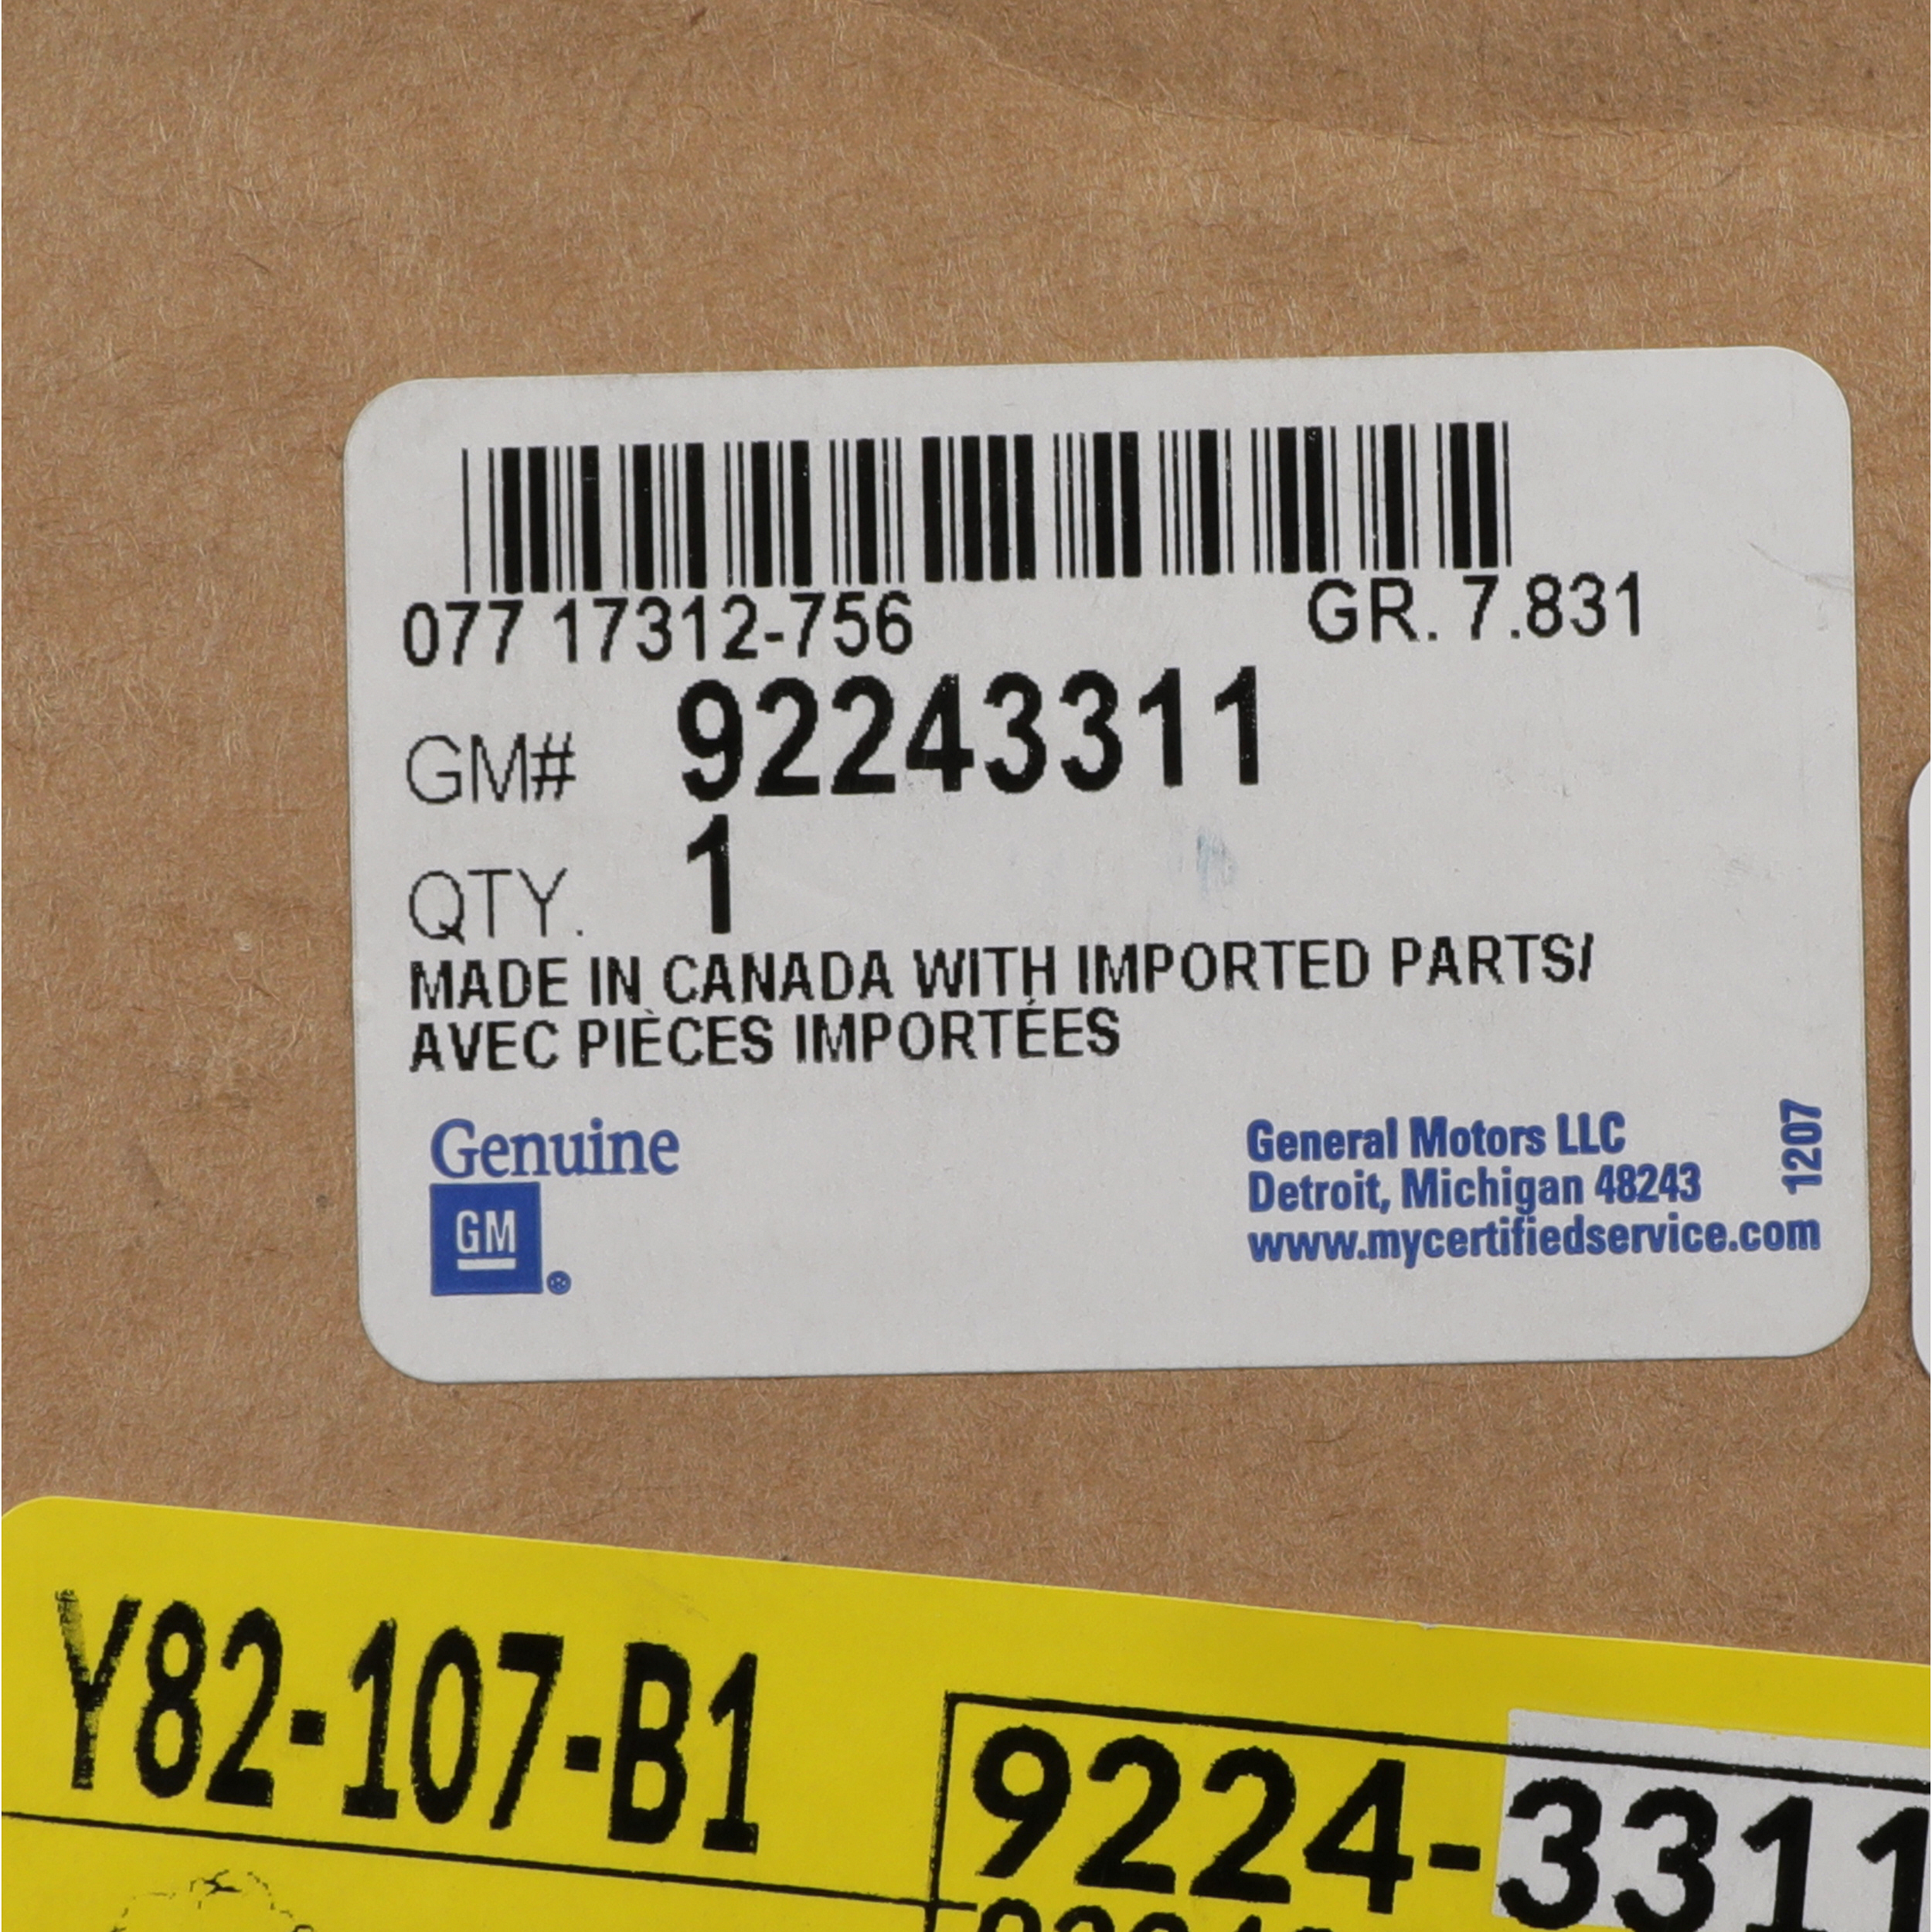 077 17312-756 GR. 7.831
GM# 92243311
QTY. 1
MADE IN CANADA WITH IMPORTED PARTS/
AVEC PIÈCES IMPORTÉES
Genuine
GM
®
General Motors LLC
Detroit, Michigan 48243
www.mycertifiedservice.com
1207
Y82-107-B1
9224-3311